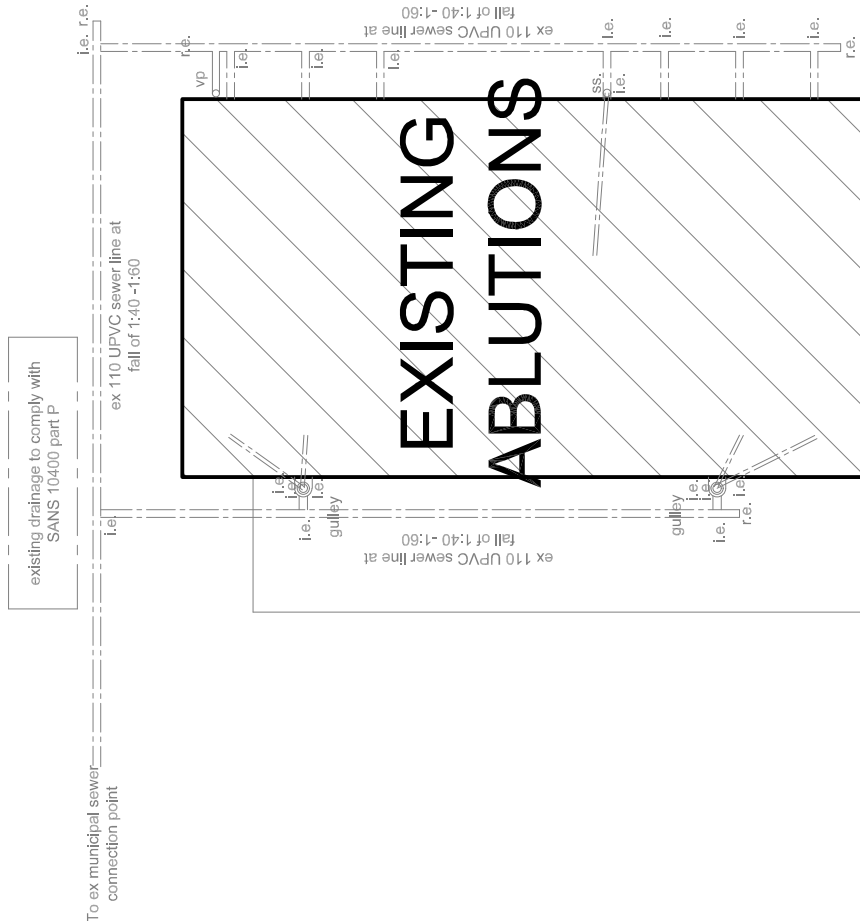 existing drainage to comply with
SANS 10400 part P
To ex municipal sewer
connection point
ex 110 UPVC sewer line at
fall of 1:40 -1:60
i.e.
i.e.
r.e.
EXISTING
ABLUTIONS
ex 110 UPVC sewer line at
fall of 1:40 -1:60
r.e.
vp
i.e.
i.e.
I.e.
ss.
i.e.
I.e.
i.e.
i.e.
i.e.
r.e.
ex 110 UPVC sewer line at
fall of 1:40 -1:60
i.e.
i.e.
i.e.
i.e.
gulley
i.e.
i.e.
i.e.
i.e.
gulley
r.e.